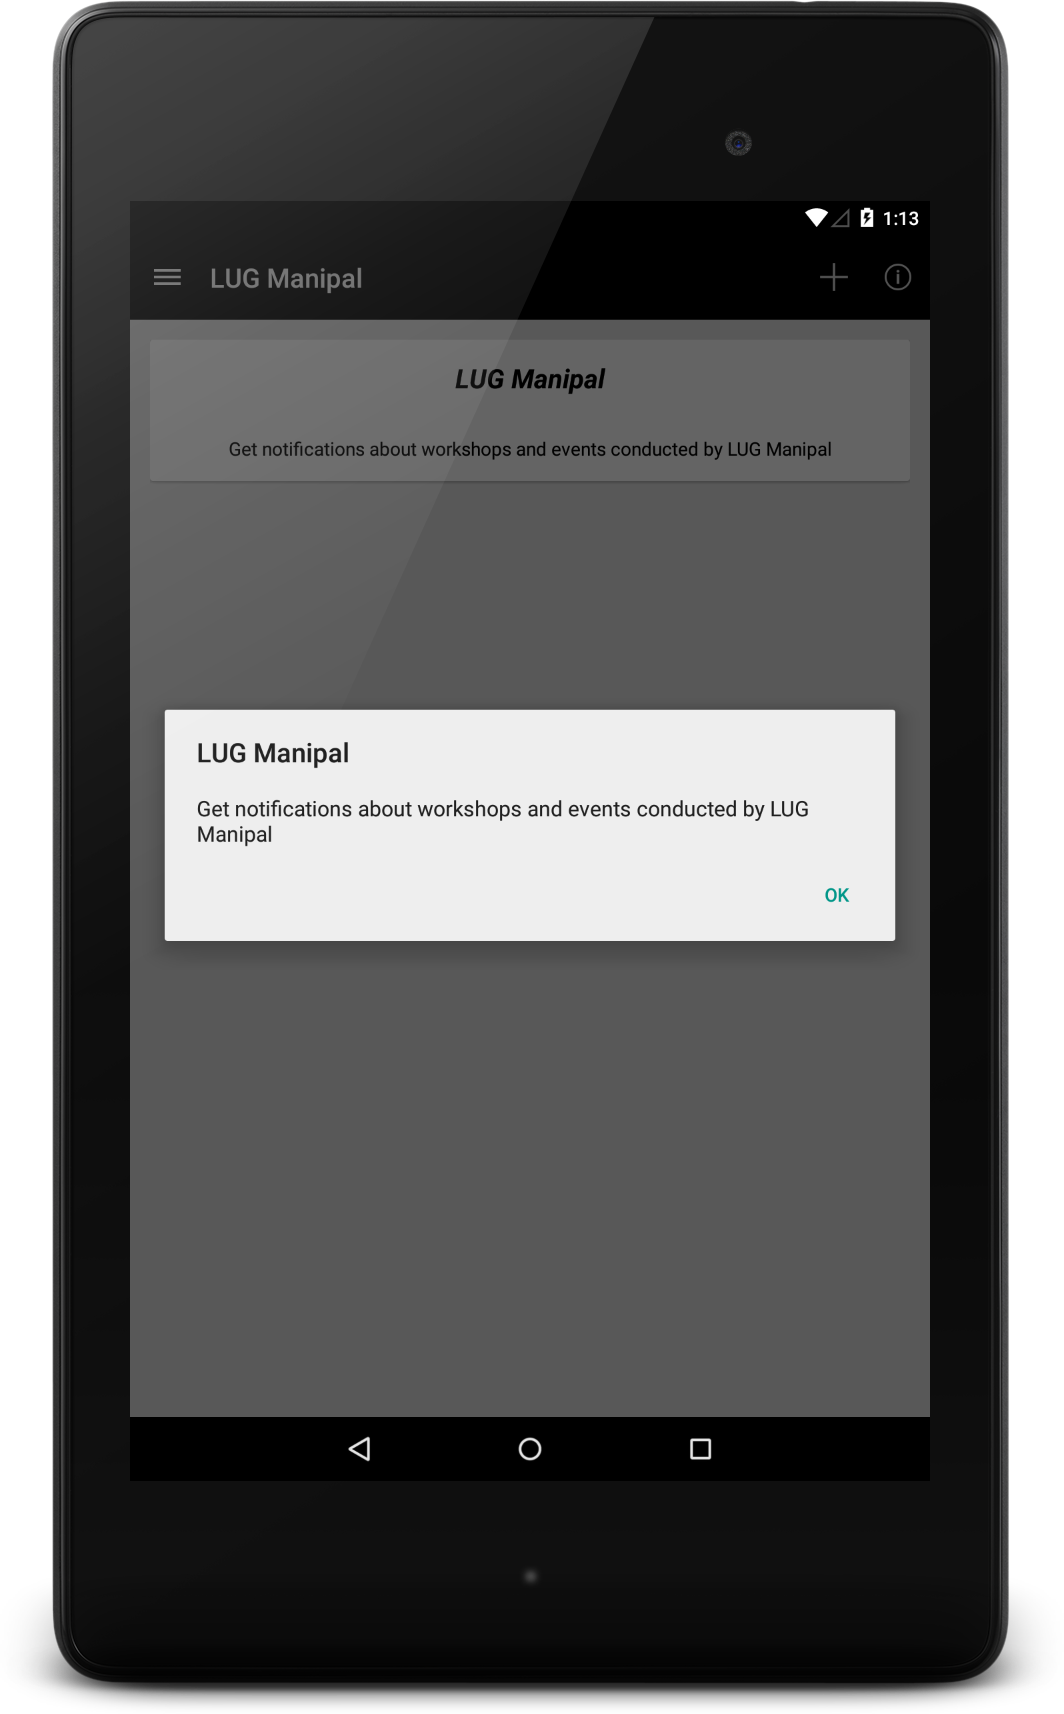 1:13
LUG Manipal
LUG Manipal
Get notifications about workshops and events conducted by LUG Manipal
LUG Manipal
Get notifications about workshops and events conducted by LUG
Manipal
OK